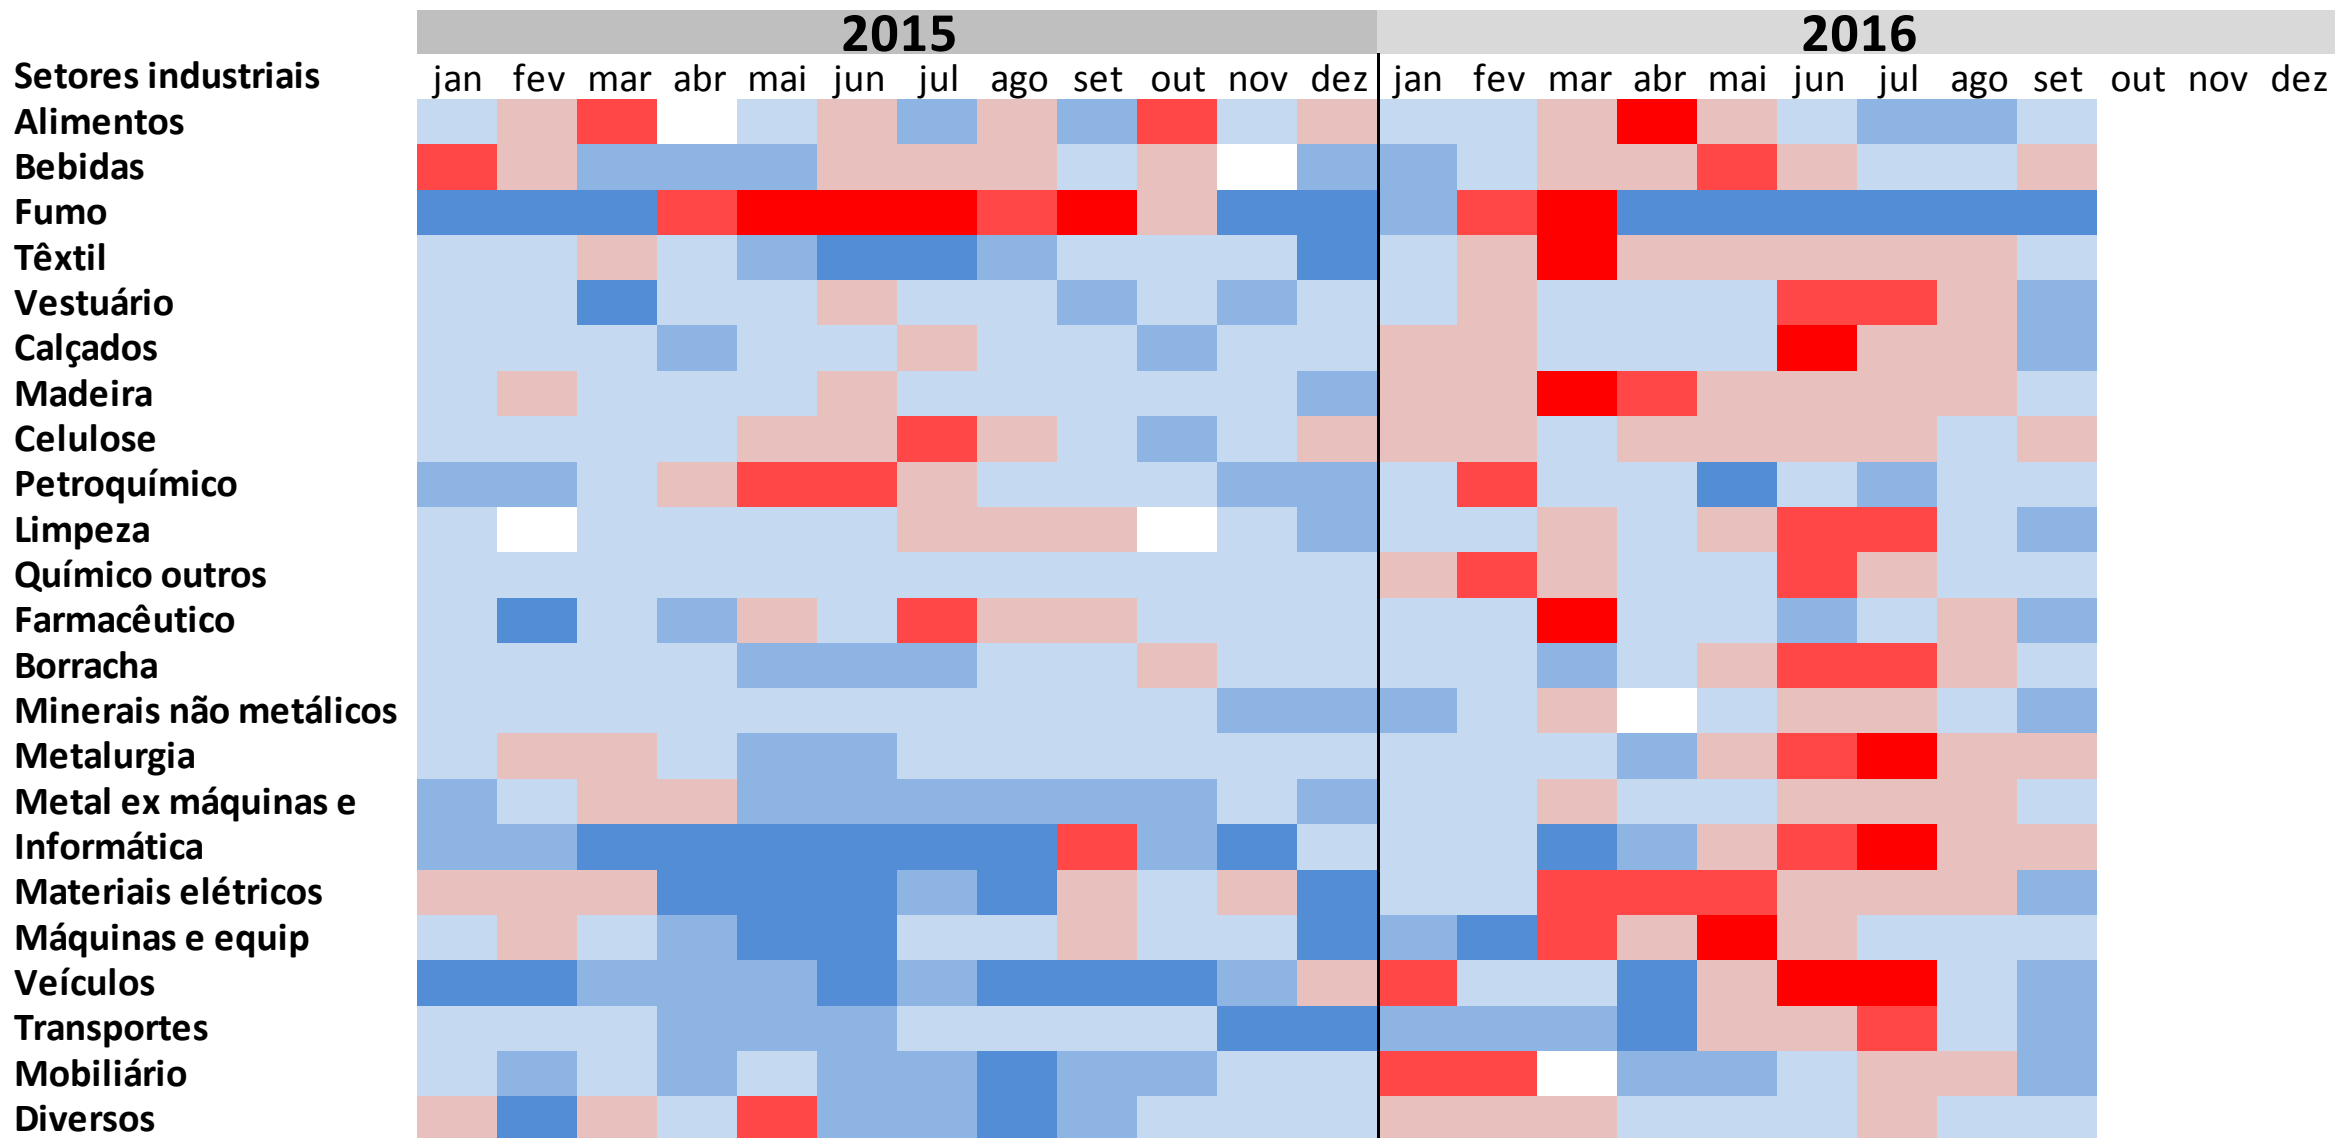 2015 2016
Setores industriais jan fev mar abr mai jun jul ago set out nov dez jan fev mar abr mai jun jul ago set out nov dez
Alimentos
Bebidas
Fumo
Têxtil
Vestuário
Calçados
Madeira
Celulose
Petroquímico
Limpeza
Químico outros
Farmacêutico
Borracha
Minerais não metálicos
Metalurgia
Metal ex máquinas e
Informática
Materiais elétricos
Máquinas e equip
Veículos
Transportes
Mobiliário
Diversos